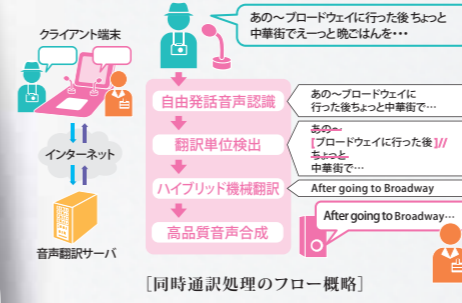 クライアント端末
インターネット
音声翻訳サーバ
あの～ブロードウェイに行った後ちょっと
中華街でえーっと晩ごはんを・・・
自由発話音声認識
翻訳単位検出
ハイブリッド機械翻訳
高品質音声合成
あの～ブロードウェイに
行った後ちょっと中華街で…
あの～
[ブロードウェイに行った後]//
ちょっと
中華街で…
After going to Broadway
After going to Broadway…
[同時通訳処理のフロー概略]